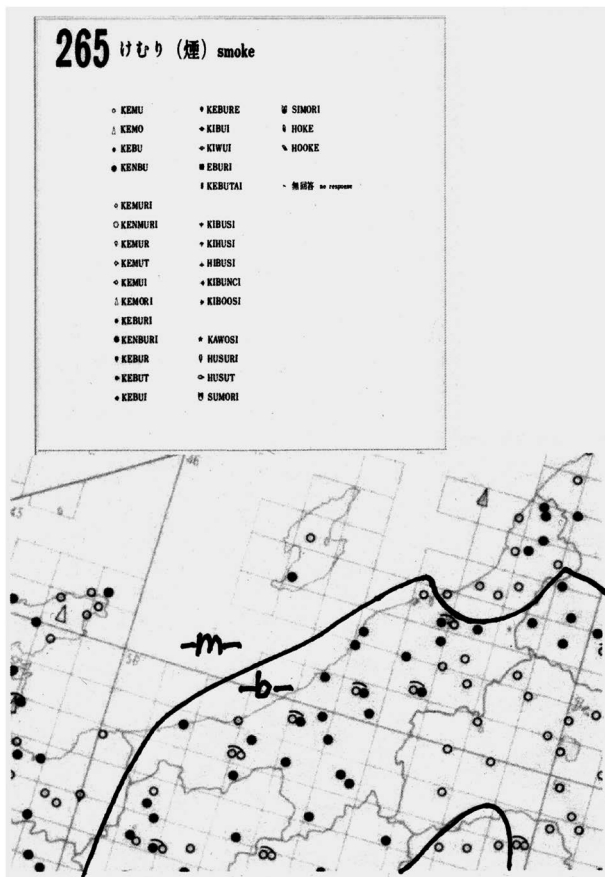 265 けむり (煙) smoke
KEMU
KEMO
KEBU
KENBU
KEMURI
KENMURI
KEMUR
KEMUT
KEMUI
KEMORI
KEBURI
KENBURI
KEBUR
KEBUT
KEBUI
KEBURE
KIBUI
KIWUI
EBURI
KEBUTAI
KIBUSI
KIHUSI
HIBUSI
KIBUNCI
KIBOOSI
KAWOSI
HUSURI
HUSUT
SUMORI
SIMORI
HOKE
HOOKE
無回答 no response
46
-m-
-b-
56